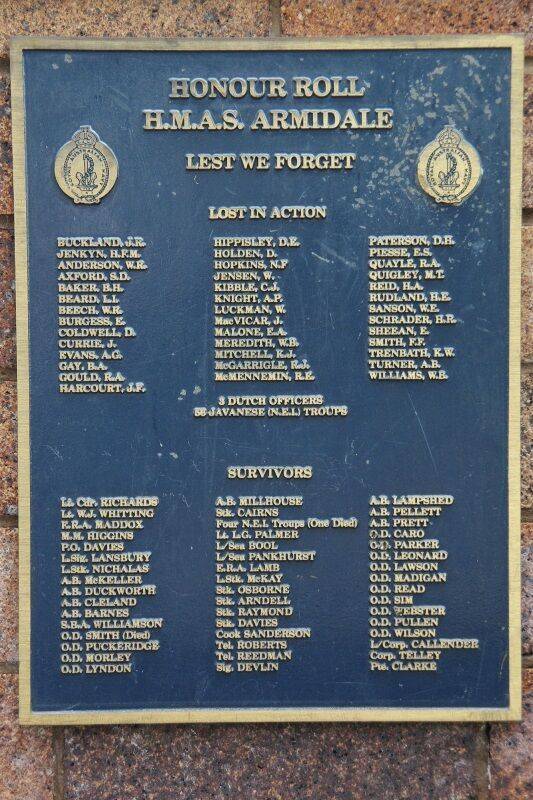 HONOUR ROLL
H.M.A.S. ARMIDALE
LEST WE FORGET
LOST IN ACTION
BUCKLAND, J.R.
JENKYN, H.F.M.
ANDERSON, W.R.
AXFORD, S.D.
BAKER, B.H.
BEARD, L.I.
BEECH, W.R.
BURGESS, E.
COLDWELL, D.
CURRIE, J.
EVANS, A.G.
GAY, B.A.
GOULD, R.A.
HARCOURT, J.F.
HIPPISLEY, D.E.
HOLDEN, D.
HOPKINS, N.F
JENSEN, W.
KIBBLE, C.J.
KNIGHT, A.P.
LUCKMAN, W.
MacVICAR, J.
MALONE, E.A.
MEREDITH, W.B.
MITCHELL, K.J.
McGARRIGLE, R.J.
McMENNEMIN, R.E.
PATERSON, D.H.
PIESSE, E.S.
QUAYLE, R.A.
QUIGLEY, M.T.
REID, H.A.
RUDLAND, H.E.
SANSON, W.E.
SCHRADER, H.R.
SHEEAN, E.
SMITH, F.F.
TRENBATH, K.W.
TURNER, A.B.
WILLIAMS, W.B.
3 DUTCH OFFICERS
58 JAVANESE (N.E.I.) TROOPS
SURVIVORS
Lt. Cdr. RICHARDS
Lt. W.J. WHITTING
E.R.A. MADDOX
M.M. HIGGINS
P.O. DAVIES
L.Sig. LANSBURY
L.Stk. NICHALAS
A.B. McKELLER
A.B. DUCKWORTH
A.B. CLELAND
A.B. BARNES
S.B.A. WILLIAMSON
O.D. SMITH (Died)
O.D. PUCKERIDGE
O.D. MORLEY
O.D. LYNDON
A.B. MILLHOUSE
Stk. CAIRNS
Four N.E.I. Troops (One Died)
Lt. L.G. PALMER
L/Sea BOOL
L/Sea PANKHURST
E.R.A. LAMB
L.Stk. McKAY
Stk. OSBORNE
Stk. ARNDELL
Stk. RAYMOND
Stk. DAVIES
Cook SANDERSON
Tel. ROBERTS
Tel. REEDMAN
Sig. DEVLIN
A.B. LAMPSHED
A.B. PELLETT
A.B. PRETT
O.D. CARO
O.D. PARKER
O.D. LEONARD
O.D. LAWSON
O.D. MADIGAN
O.D. READ
O.D. SIM
O.D. WEBSTER
O.D. PULLEN
O.D. WILSON
L/Corp. CALLENDER
Corp. TELLEY
Pte. CLARKE